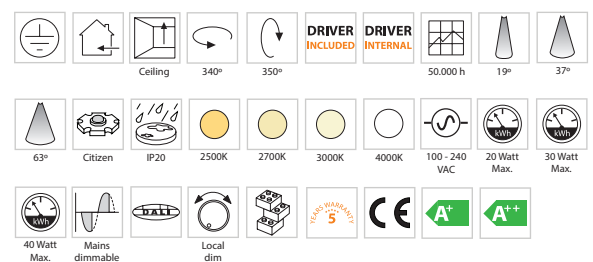 DRIVER
INCLUDED
DRIVER
INTERNAL
Ceiling
340º
350º
50.000 h
19º
37º
kWh
kWh
63º
Citizen
IP20
2500K
2700K
3000K
4000K
100 - 240
VAC
20 Watt
Max.
30 Watt
Max.
kWh
DALI
YEARS WARRANTY
5
CE
A+
A++
40 Watt
Max.
Mains
dimmable
Local
dim